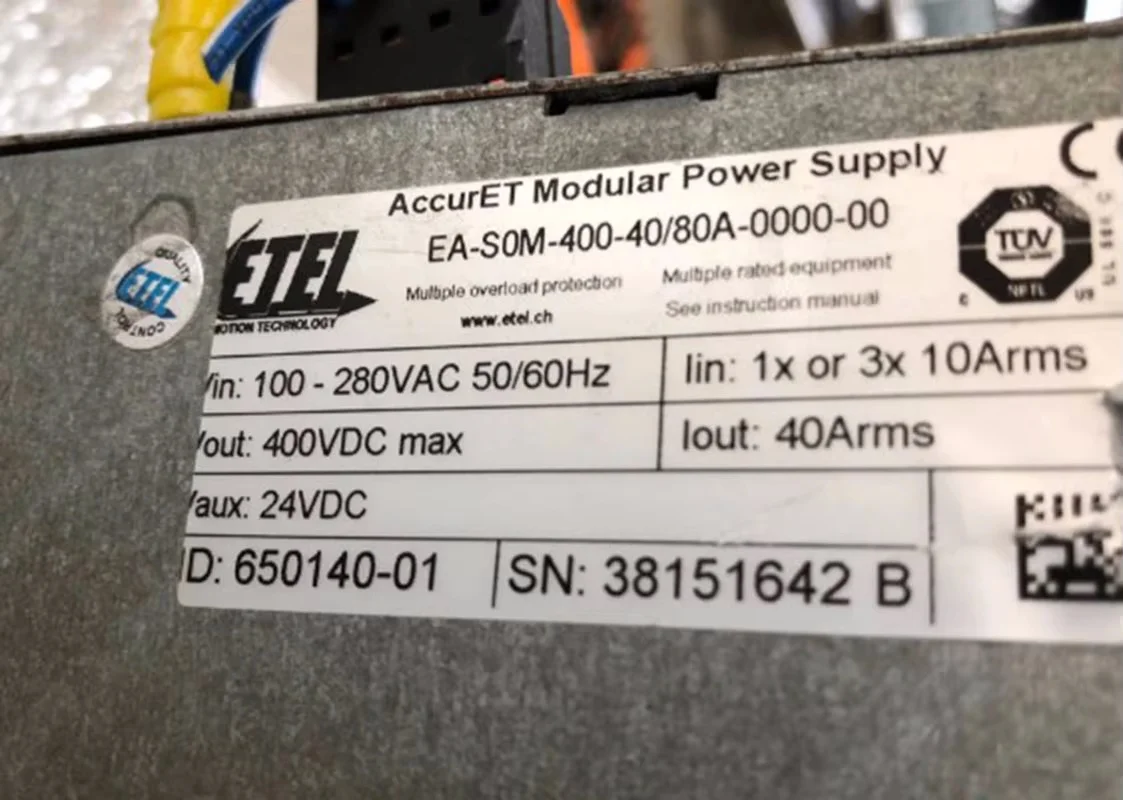 AccurET Modular Power Supply
EA-S0M-400-40/80A-0000-00
Multiple overload protection
Multiple rated equipment
See instruction manual
www.etel.ch
ETEL
MOTION TECHNOLOGY
QUALITY
ETEL
CONTROL
TÜV
NRTL
C
US
Vin: 100 - 280VAC 50/60Hz
Iin: 1x or 3x 10Arms
Vout: 400VDC max
Iout: 40Arms
Vaux: 24VDC
ID: 650140-01
SN: 38151642 B